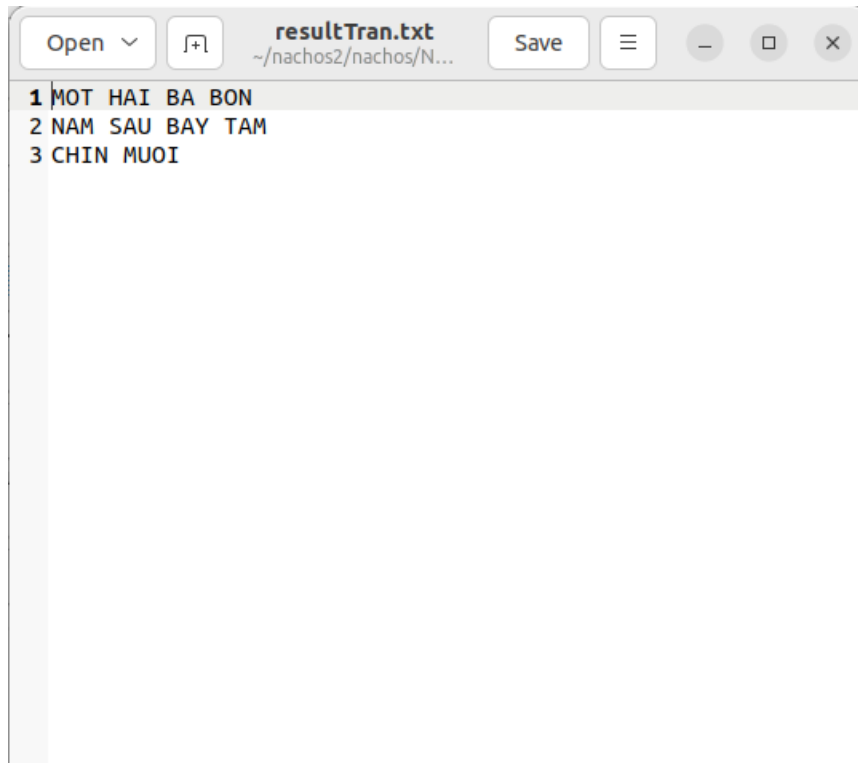 Open
resultTran.txt
~/nachos2/nachos/N...
Save
1 MOT HAI BA BON
2 NAM SAU BAY TAM
3 CHIN MUOI